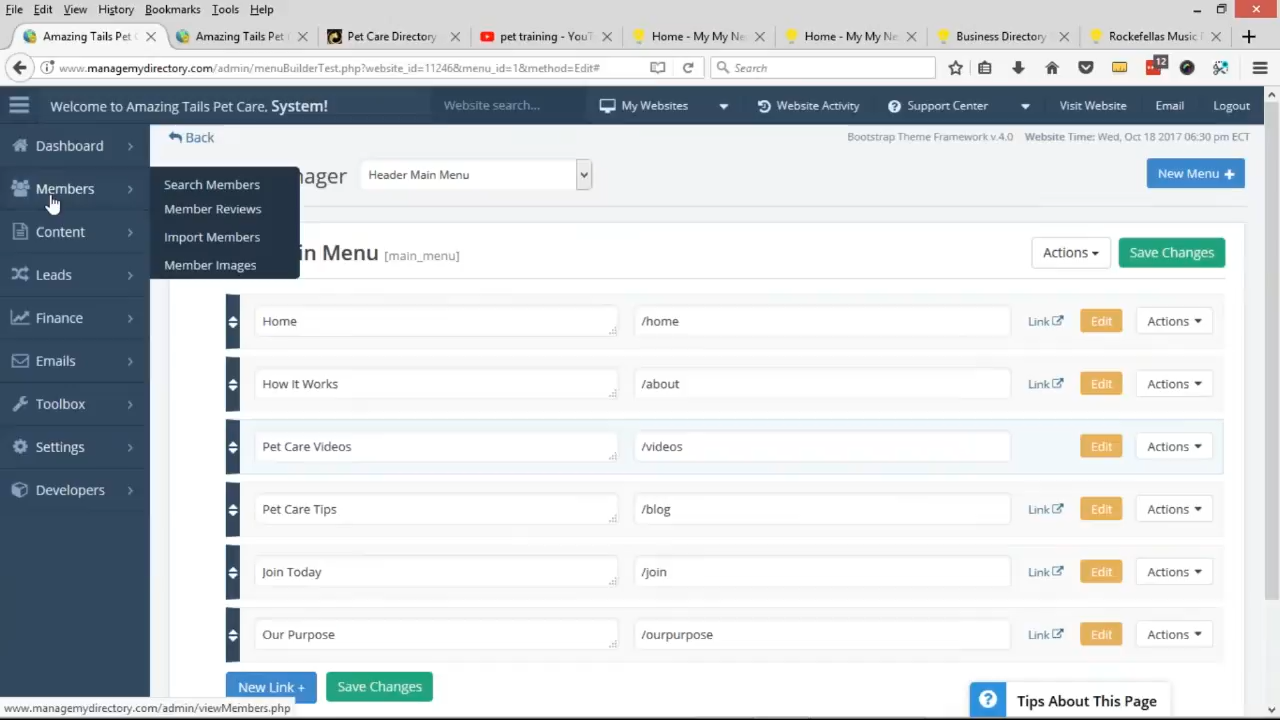 File Edit View History Bookmarks Tools Help
Amazing Tails Pet C Amazing Tails Pet C Pet Care Directory pet training - YouT Home - My My Ne Home - My My Ne Business Directory Rockefellas Music
www.managemydirectory.com/admin/menuBuilderTest.php?website_id=11246&menu_id=1&method=Edit# Search 12
Welcome to Amazing Tails Pet Care, System! Website search... My Websites Website Activity Support Center Visit Website Email Logout
Dashboard
Back
Bootstrap Theme Framework v.4.0 Website Time: Wed, Oct 18 2017 06:30 pm ECT
Members
Search Members
Member Reviews
Import Members
Member Images
nager Header Main Menu New Menu +
Content
Leads
Finance
Emails
Toolbox
Settings
Developers
in Menu [main_menu] Actions Save Changes
Home /home Link Edit Actions
How It Works /about Link Edit Actions
Pet Care Videos /videos Edit Actions
Pet Care Tips /blog Link Edit Actions
Join Today /join Link Edit Actions
Our Purpose /ourpurpose Link Edit Actions
New Link + Save Changes
? Tips About This Page
www.managemydirectory.com/admin/viewMembers.php